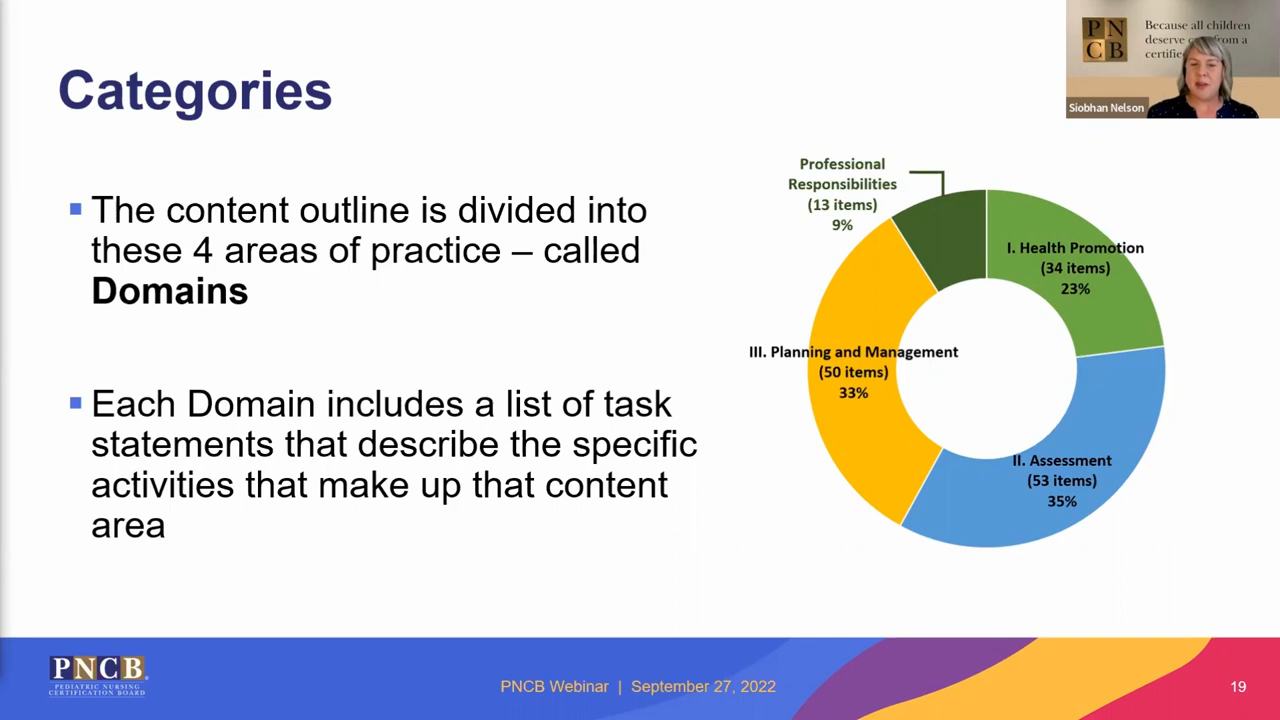 Categories
The content outline is divided into
these 4 areas of practice – called
Domains
Each Domain includes a list of task
statements that describe the specific
activities that make up that content
area
Professional
Responsibilities
(13 items)
9%
I. Health Promotion
(34 items)
23%
III. Planning and Management
(50 items)
33%
II. Assessment
(53 items)
35%
PN
CB
Because all children
deserve from a
Siobhan Nelson
PNCB
PEDIATRIC NURSING
CERTIFICATION BOARD
PNCB Webinar | September 27, 2022
19